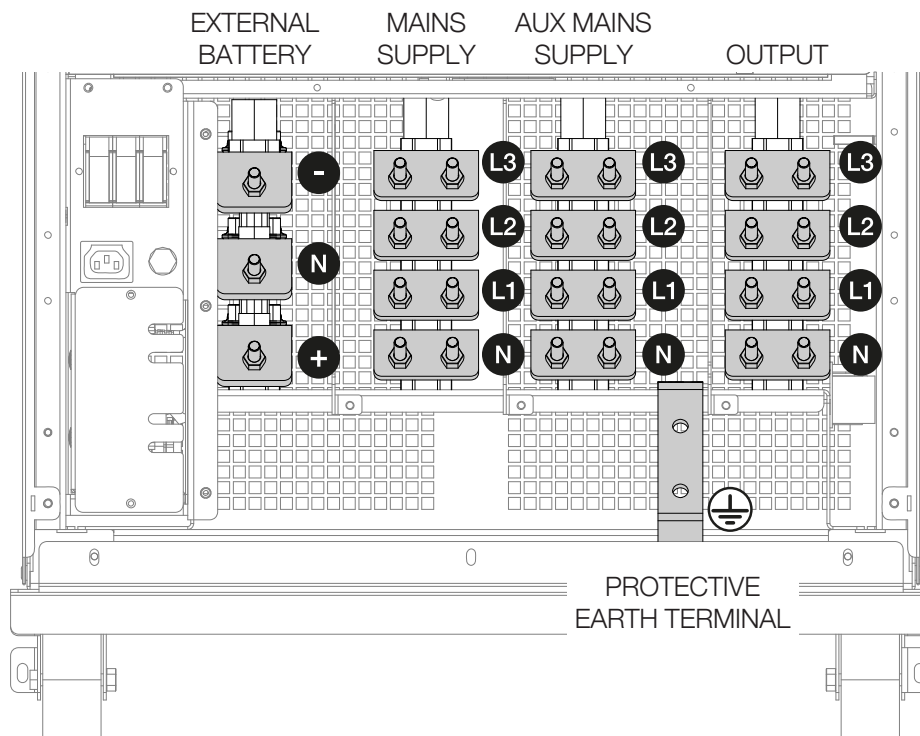 EXTERNAL
BATTERY
MAINS
SUPPLY
AUX MAINS
SUPPLY
OUTPUT
-
N
+
L3
L2
L1
N
L3
L2
L1
N
L3
L2
L1
N
PROTECTIVE
EARTH TERMINAL